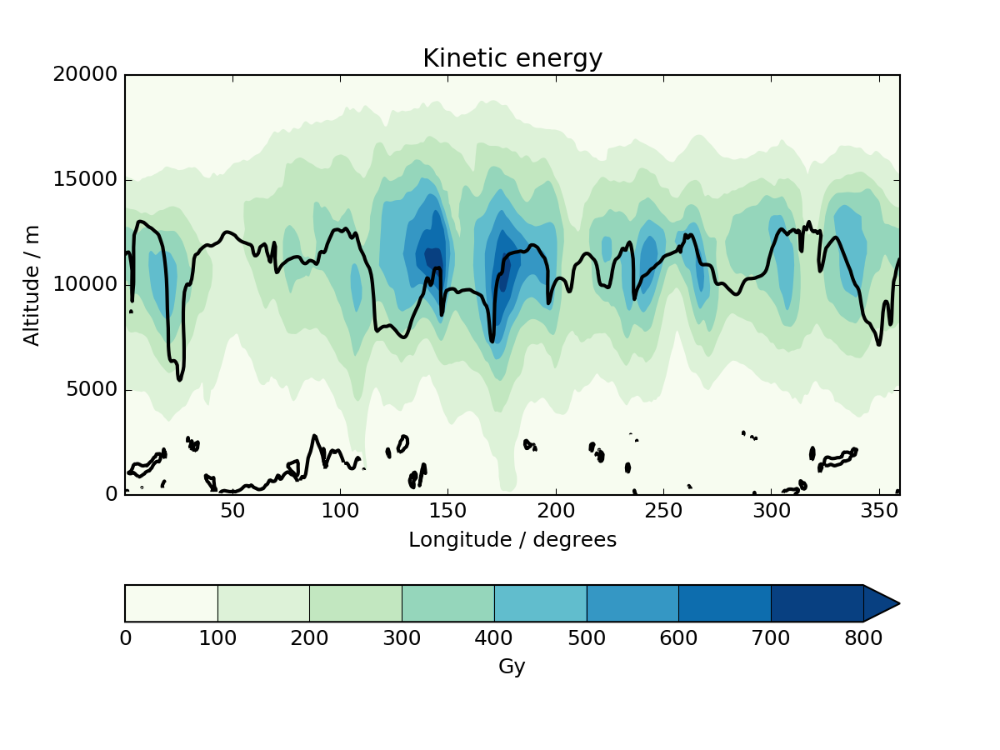 Kinetic energy
20000
15000
10000
5000
0
Altitude / m
50 100 150 200 250 300 350
Longitude / degrees
0 100 200 300 400 500 600 700 800
Gy